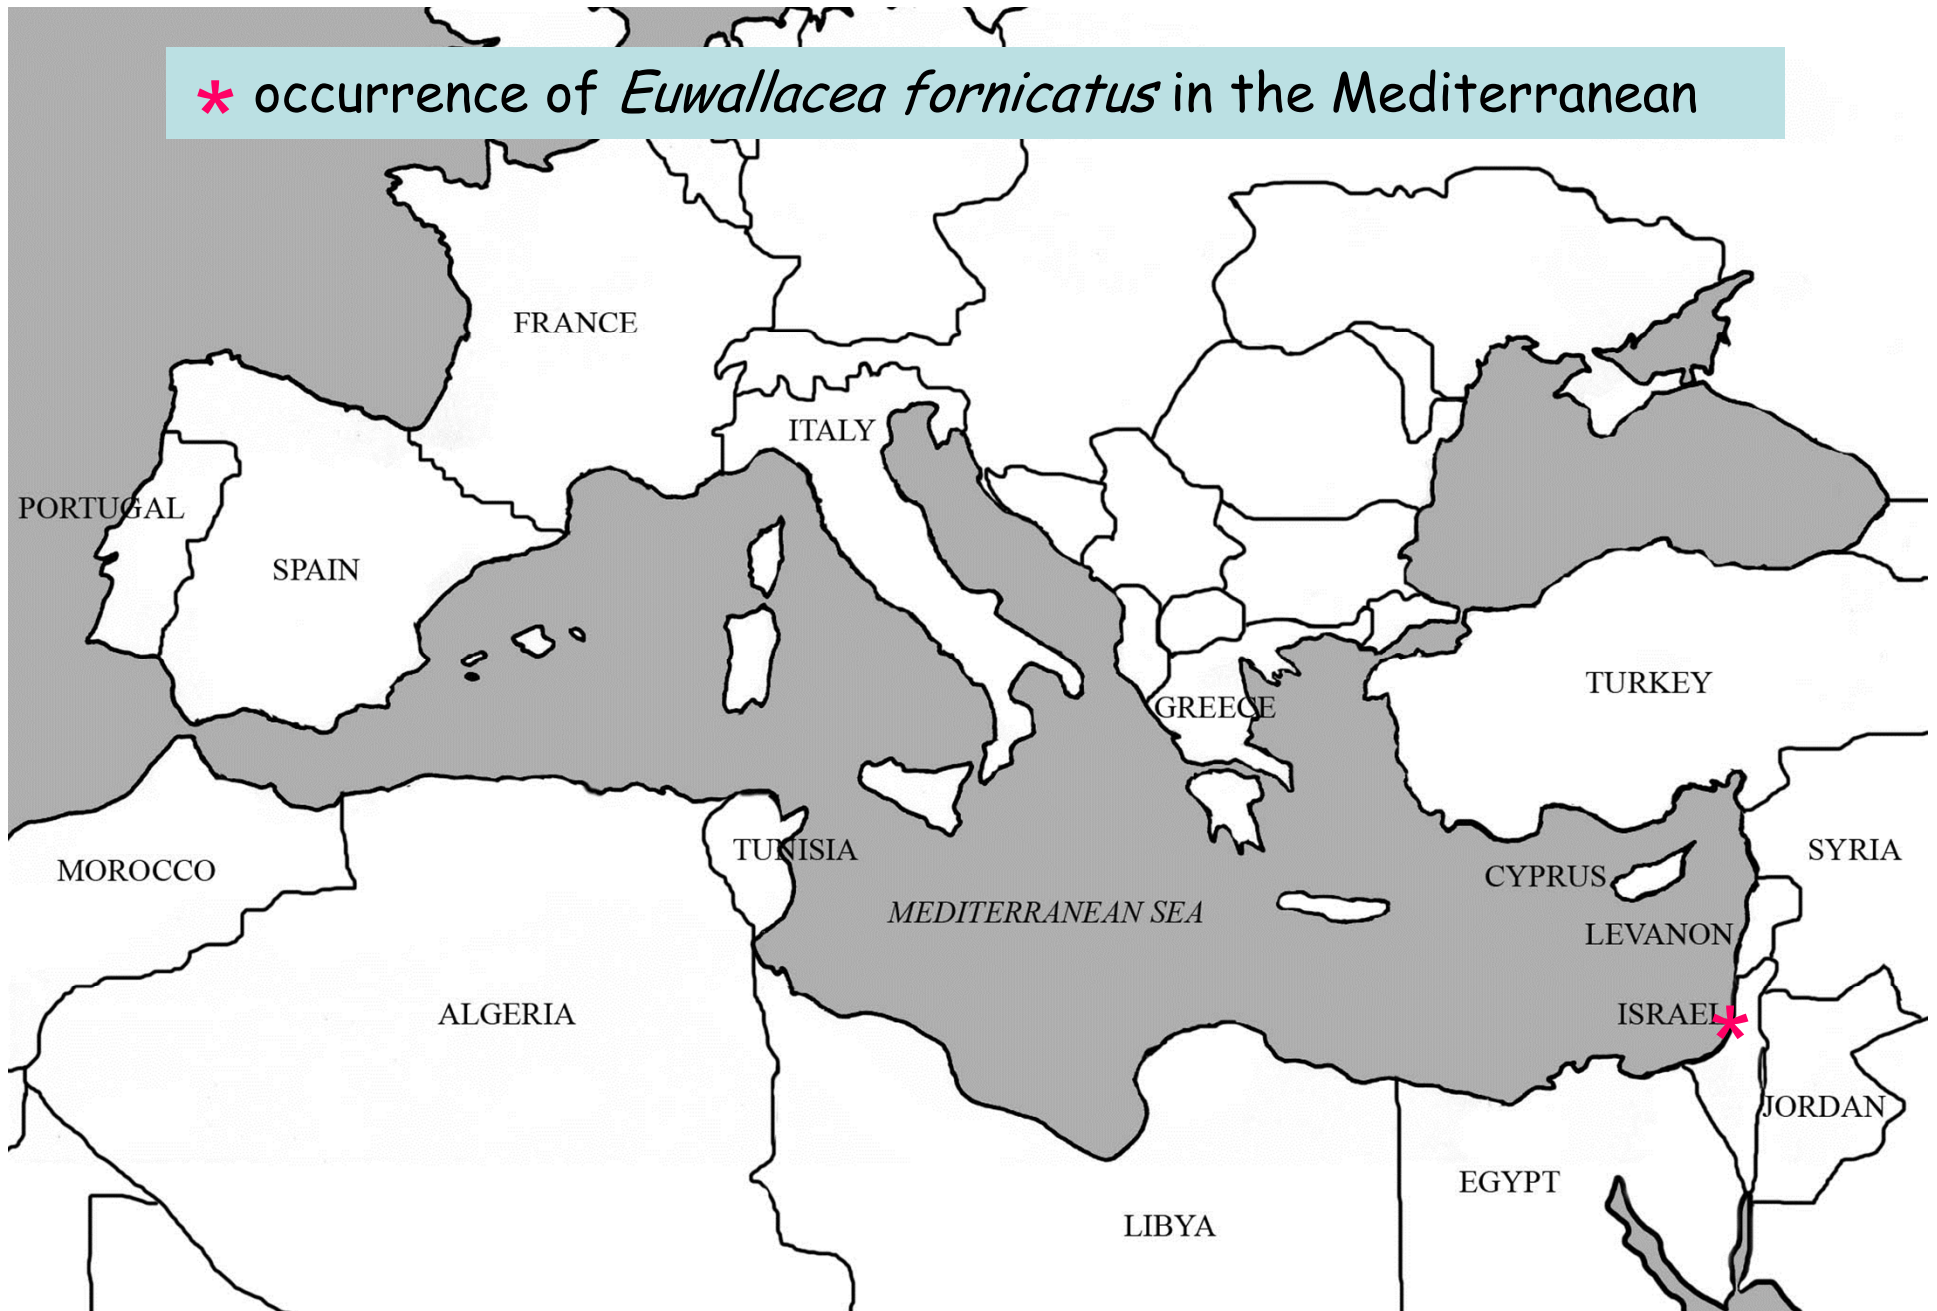 * occurrence of Euwallacea fornicatus in the Mediterranean
FRANCE
ITALY
PORTUGAL
SPAIN
TURKEY
GREECE
TUNISIA
SYRIA
MOROCCO
CYPRUS
MEDITERRANEAN SEA
LEVANON
ALGERIA
ISRAEL
*
JORDAN
EGYPT
LIBYA